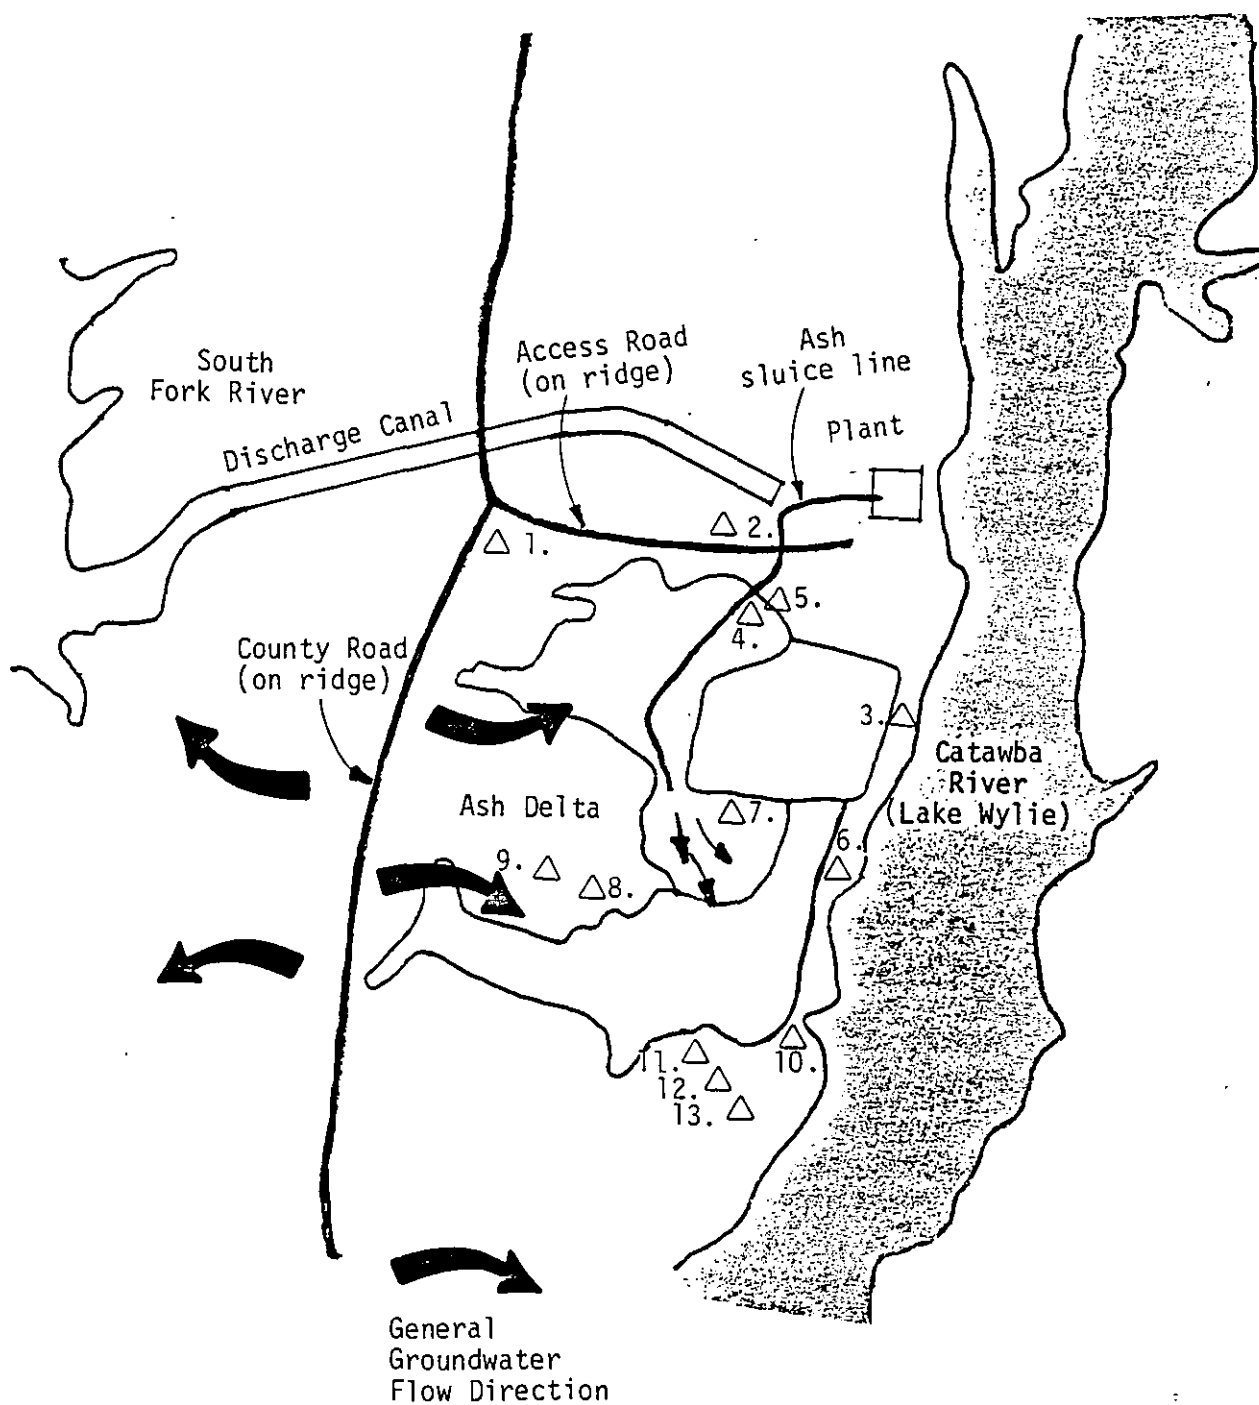 South
Fork River
Discharge Canal
Access Road
(on ridge)
Ash
sluice line
Plant
1.
2.
County Road
(on ridge)
5.
4.
3.
Catawba
River
(Lake Wylie)
Ash Delta
7.
6.
9.
8.
11.
10.
12.
13.
General
Groundwater
Flow Direction